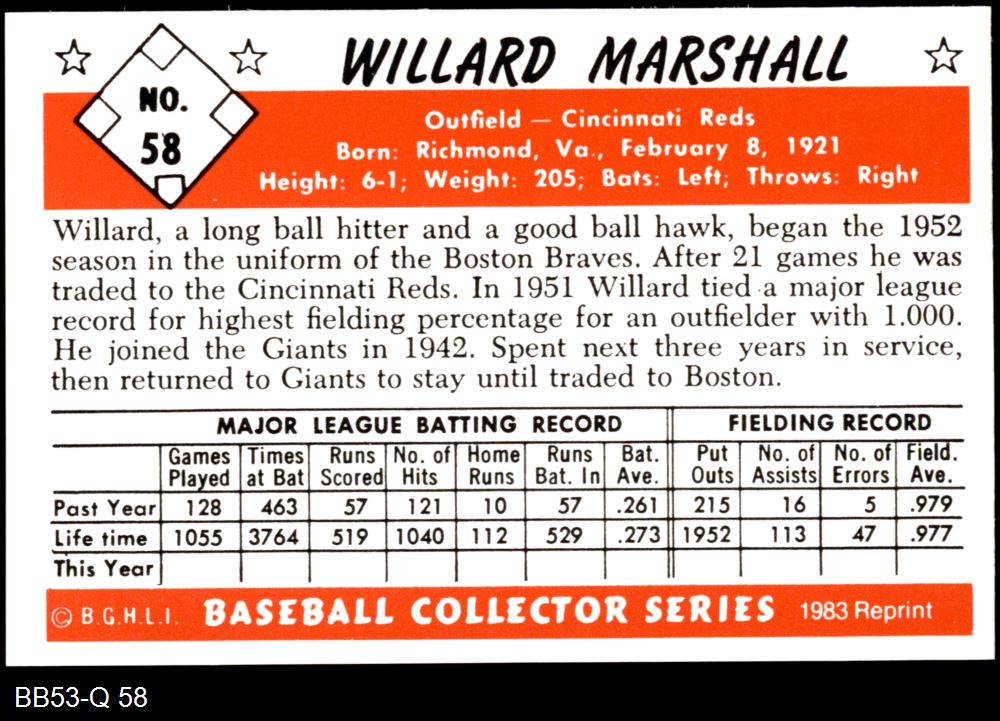 WILLARD MARSHALL
NO.
58
Outfield — Cincinnati Reds
Born: Richmond, Va., February 8, 1921
Height: 6-1; Weight: 205; Bats: Left; Throws: Right
Willard, a long ball hitter and a good ball hawk, began the 1952
season in the uniform of the Boston Braves. After 21 games he was
traded to the Cincinnati Reds. In 1951 Willard tied a major league
record for highest fielding percentage for an outfielder with 1.000.
He joined the Giants in 1942. Spent next three years in service,
then returned to Giants to stay until traded to Boston.
MAJOR LEAGUE BATTING RECORD FIELDING RECORD
Games Times Runs No. of Home Runs Bat. Put No. of No. of Field.
Played at Bat Scored Hits Runs Bat. In Ave. Outs Assists Errors Ave.
Past Year 128 463 57 121 10 57 .261 215 16 5 .979
Life time 1055 3764 519 1040 112 529 .273 1952 113 47 .977
This Year
© B.G.H.L.I. BASEBALL COLLECTOR SERIES 1983 Reprint
BB53-Q 58